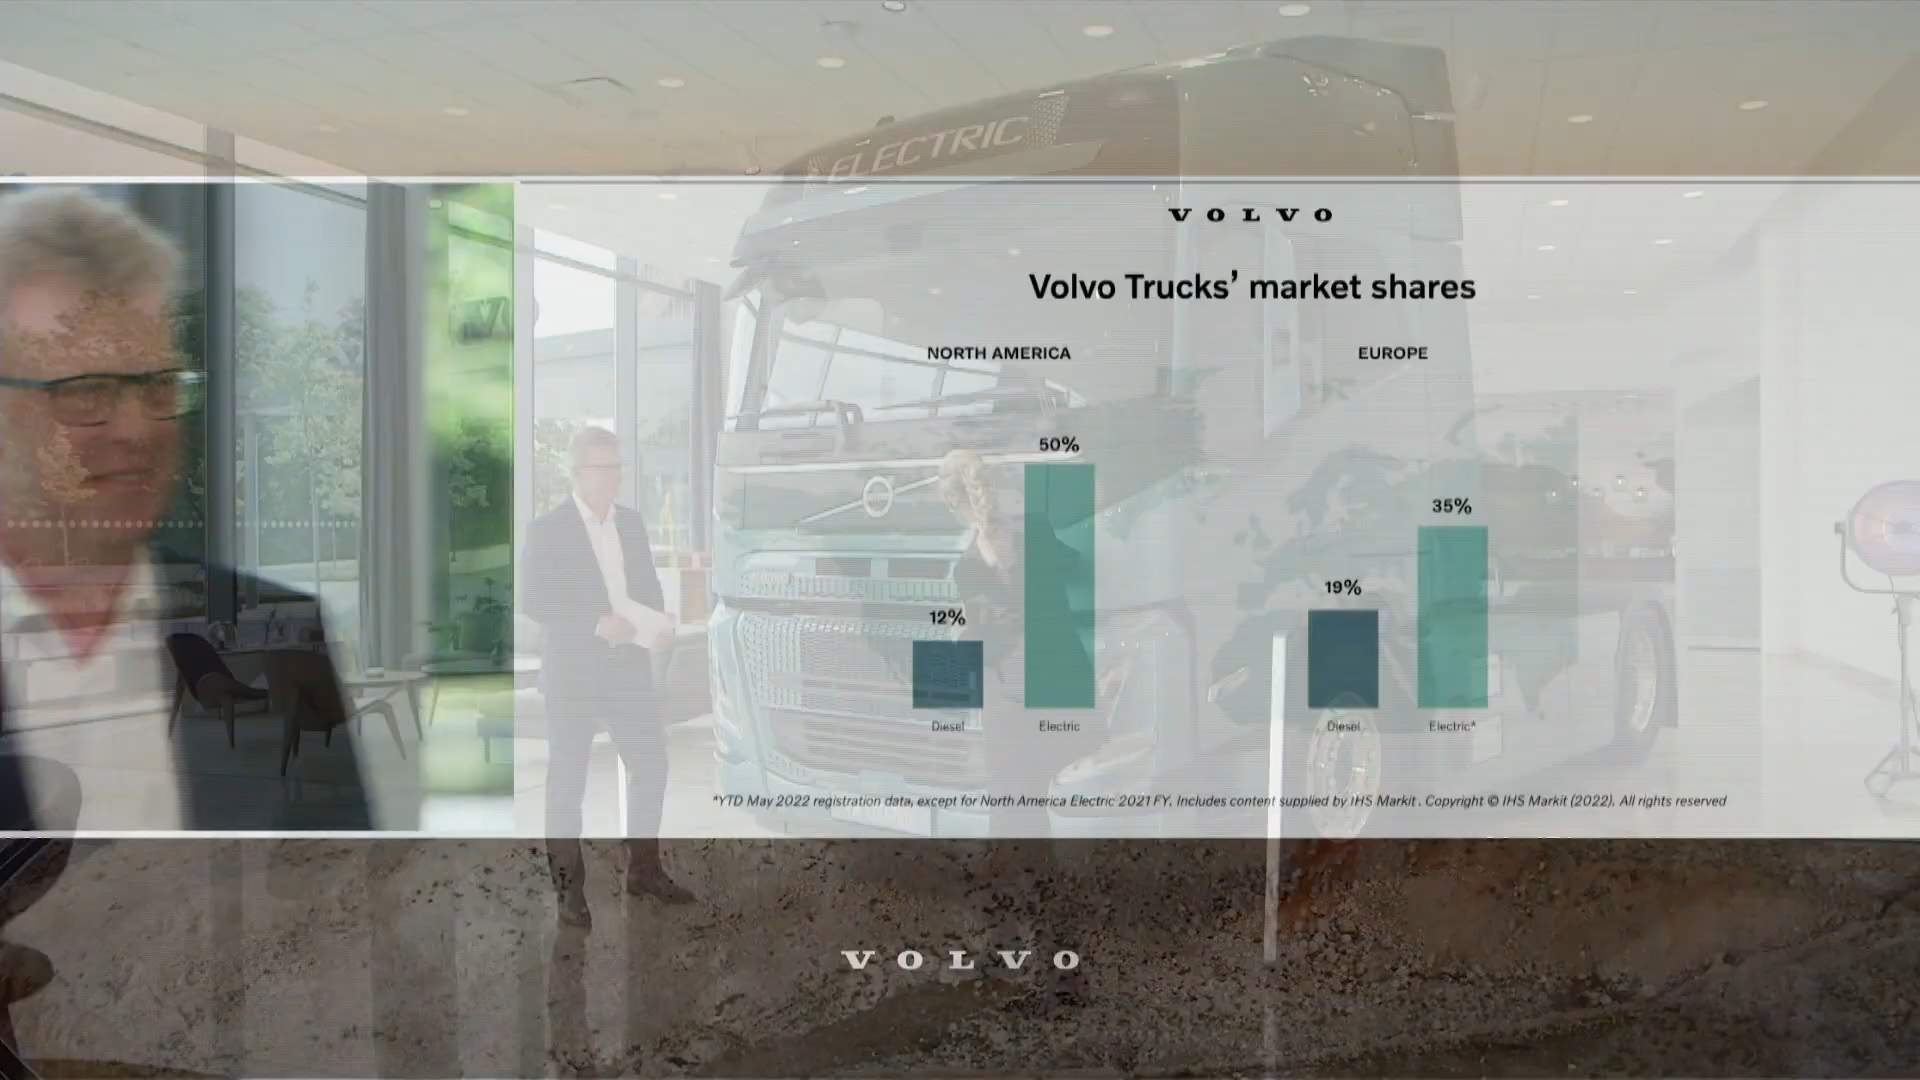 ELECTRIC
VOLVO
Volvo Trucks’ market shares
NORTH AMERICA
EUROPE
50%
35%
19%
12%
Diesel
Electric
Diesel
Electric*
*YTD May 2022 registration data, except for North America Electric 2021 FY. Includes content supplied by IHS Markit. Copyright © IHS Markit (2022). All rights reserved
VOLVO